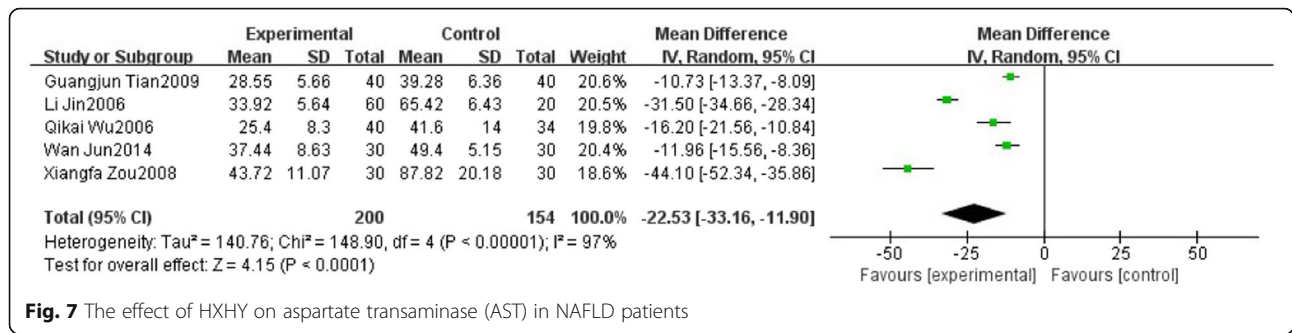 Experimental Control Mean Difference Mean Difference
Study or Subgroup Mean SD Total Mean SD Total Weight IV, Random, 95% CI IV, Random, 95% CI
Guangjun Tian2009 28.55 5.66 40 39.28 6.36 40 20.6% -10.73 [-13.37, -8.09]
Li Jin2006 33.92 5.64 60 65.42 6.43 20 20.5% -31.50 [-34.66, -28.34]
Qikai Wu2006 25.4 8.3 40 41.6 14 34 19.8% -16.20 [-21.56, -10.84]
Wan Jun2014 37.44 8.63 30 49.4 5.15 30 20.4% -11.96 [-15.56, -8.36]
Xiangfa Zou2008 43.72 11.07 30 87.82 20.18 30 18.6% -44.10 [-52.34, -35.86]
Total (95% CI) 200 154 100.0% -22.53 [-33.16, -11.90]
Heterogeneity: Tau² = 140.76; Chi² = 148.90, df = 4 (P < 0.00001); I² = 97%
Test for overall effect: Z = 4.15 (P < 0.0001)
-50 -25 0 25 50
Favours [experimental] Favours [control]
Fig. 7 The effect of HXHY on aspartate transaminase (AST) in NAFLD patients